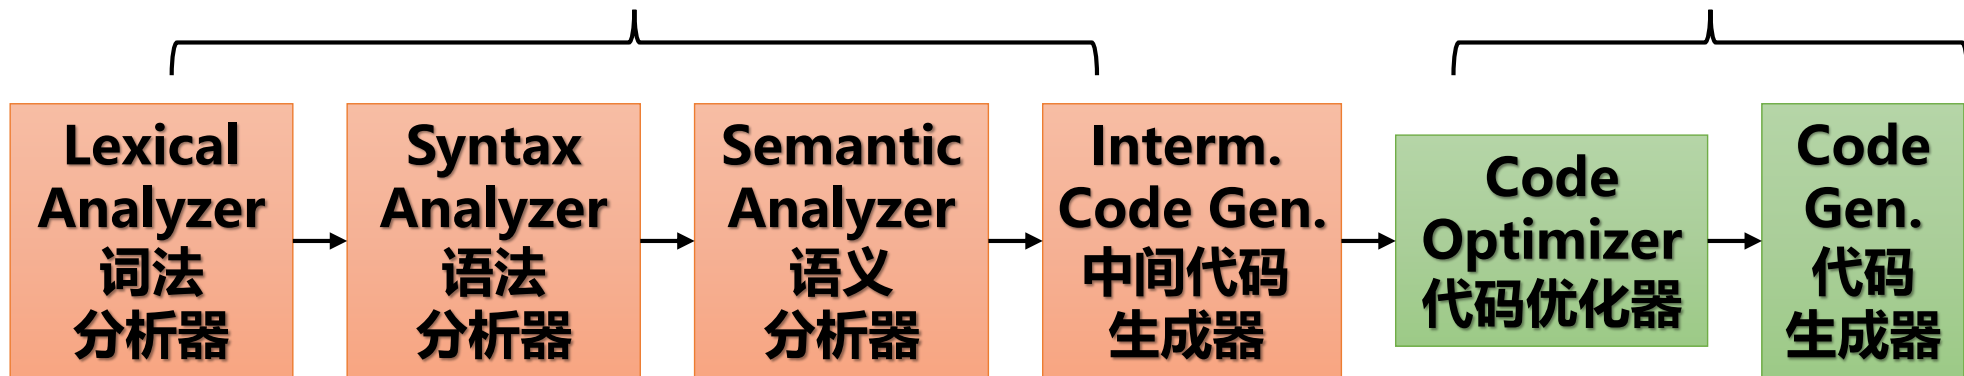 Lexical
Analyzer
词法
分析器
Syntax
Analyzer
语法
分析器
Semantic
Analyzer
语义
分析器
Interm.
Code Gen.
中间代码
生成器
Code
Optimizer
代码优化器
Code
Gen.
代码
生成器